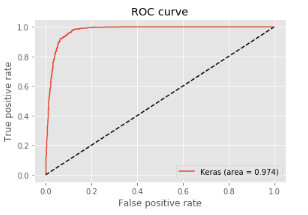 ROC curve
True positive rate
1.0
0.8
0.6
0.4
0.2
0.0
Keras (area = 0.974)
0.0 0.2 0.4 0.6 0.8 1.0
False positive rate